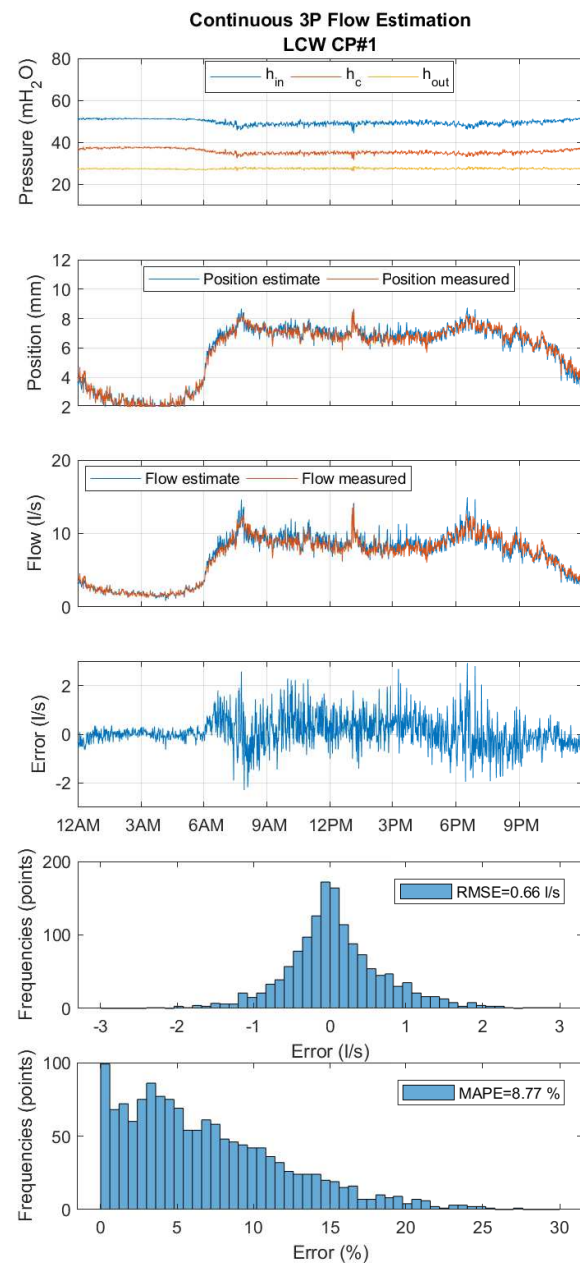 Continuous 3P Flow Estimation
LCW CP#1
80
60
40
20
Pressure (mH2O)
h_in h_c h_out
12
10
8
6
4
2
Position (mm)
Position estimate Position measured
20
10
0
Flow (l/s)
Flow estimate Flow measured
2
0
-2
Error (l/s)
12AM 3AM 6AM 9AM 12PM 3PM 6PM 9PM
200
100
0
Frequencies (points)
RMSE=0.66 l/s
-3 -2 -1 0 1 2 3
Error (l/s)
100
50
0
Frequencies (points)
MAPE=8.77 %
0 5 10 15 20 25 30
Error (%)